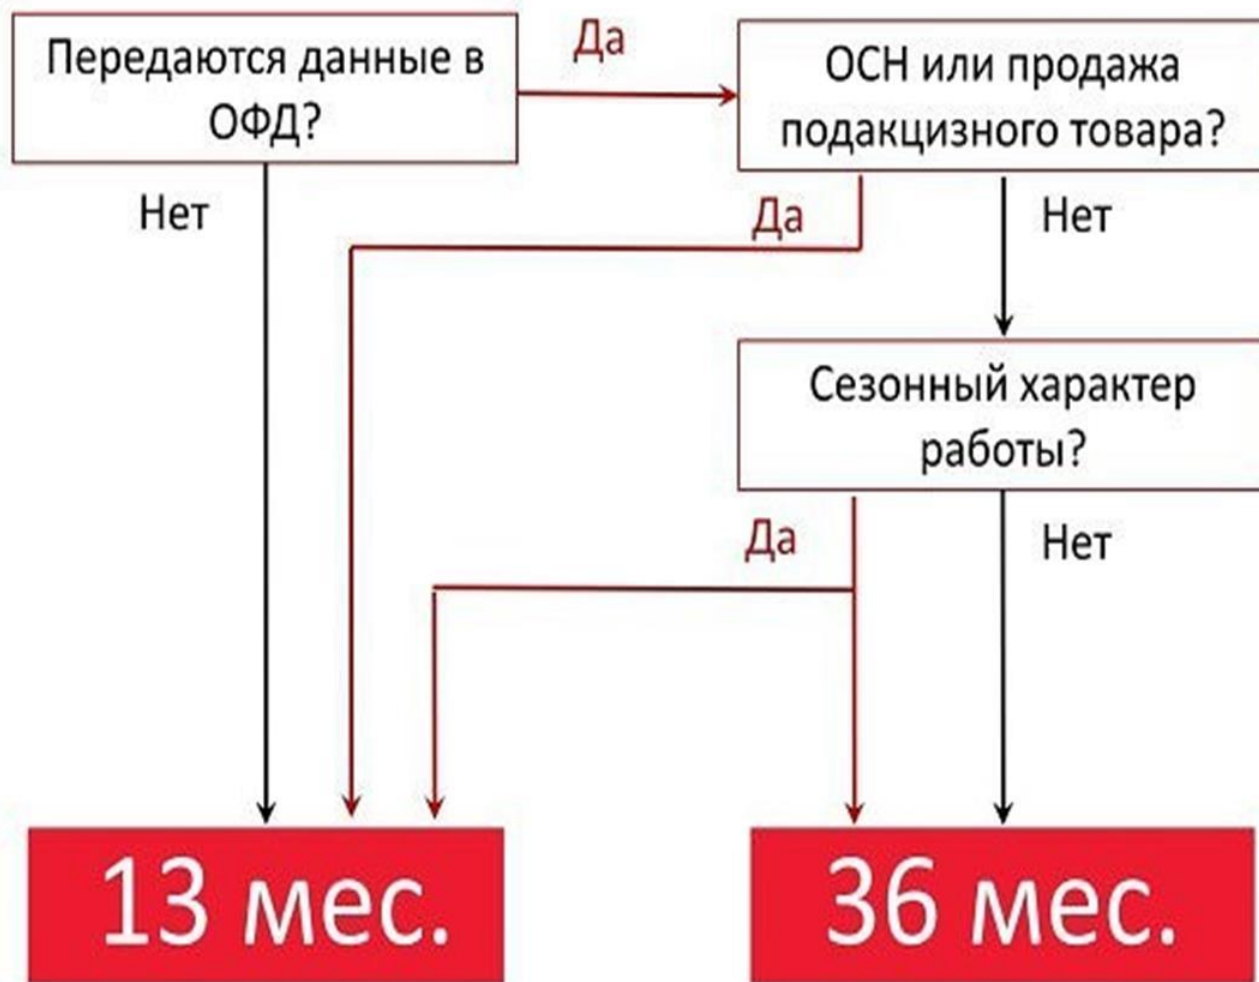 Передаются данные в
ОФД?
Да
ОСН или продажа
подакцизного товара?
Нет
Да
Нет
Сезонный характер
работы?
Да
Нет
13 мес.
36 мес.